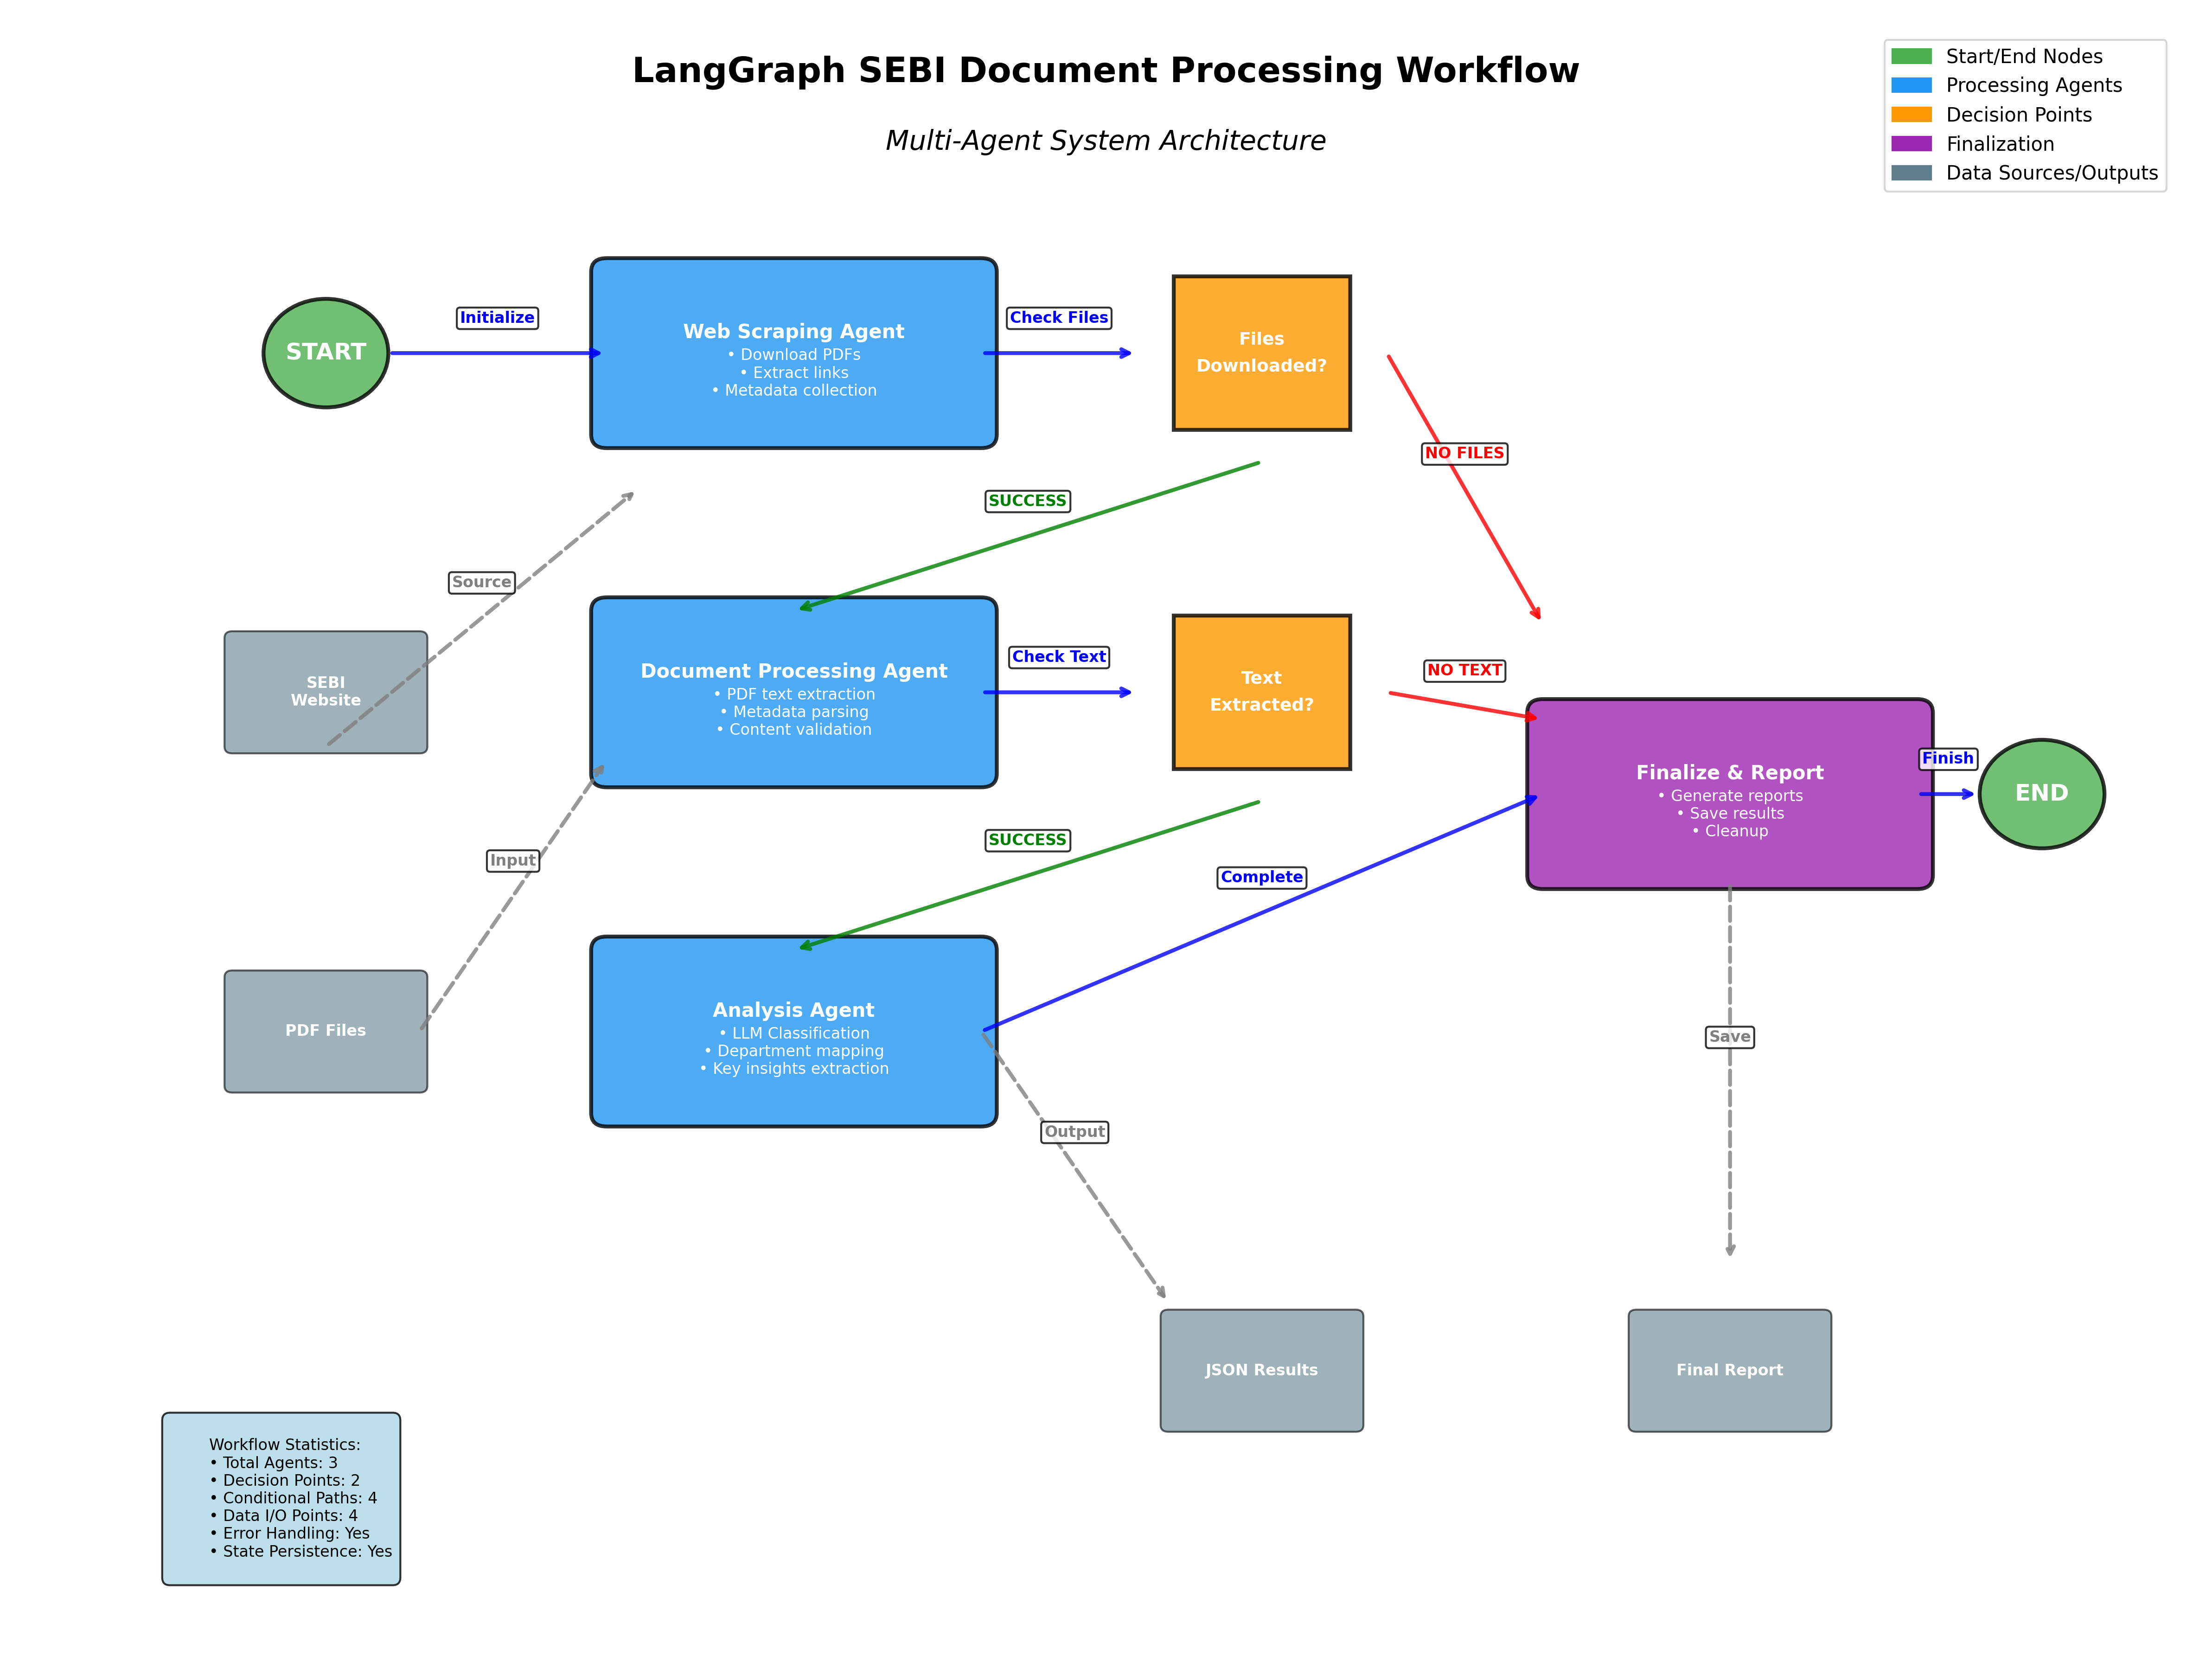 LangGraph SEBI Document Processing Workflow
Multi-Agent System Architecture
Start/End Nodes
Processing Agents
Decision Points
Finalization
Data Sources/Outputs
START
Initialize
Web Scraping Agent
• Download PDFs
• Extract links
• Metadata collection
Check Files
Files
Downloaded?
NO FILES
SUCCESS
Source
SEBI
Website
Document Processing Agent
• PDF text extraction
• Metadata parsing
• Content validation
Check Text
Text
Extracted?
NO TEXT
Finalize & Report
• Generate reports
• Save results
• Cleanup
Finish
END
SUCCESS
Input
Complete
PDF Files
Analysis Agent
• LLM Classification
• Department mapping
• Key insights extraction
Output
Save
JSON Results
Final Report
Workflow Statistics:
• Total Agents: 3
• Decision Points: 2
• Conditional Paths: 4
• Data I/O Points: 4
• Error Handling: Yes
• State Persistence: Yes